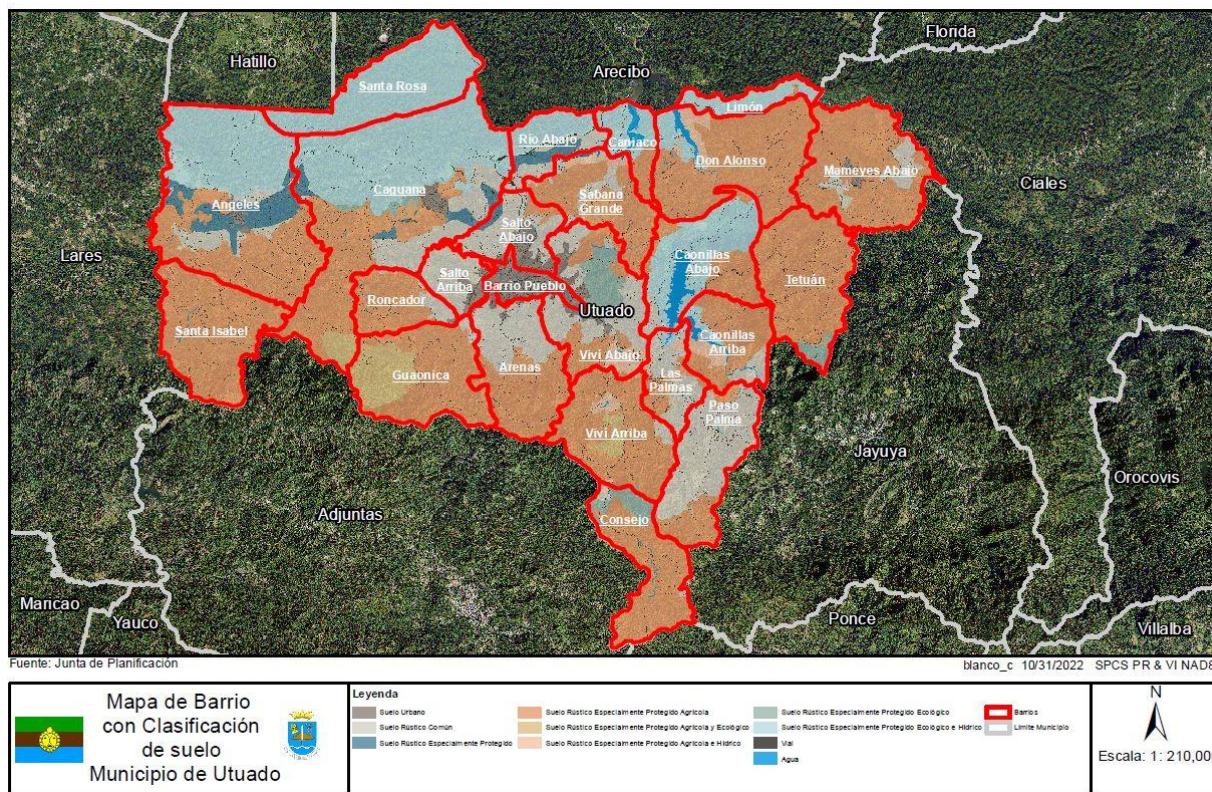 Florida
Hatillo
Arecibo
Santa Rosa
Limón
Río Abajo
Caniaco
Don Alonso
Mameyes Abajo
Ciales
Caguana
Sabana
Grande
Angeles
Salto
Abajo
Lares
Caonillas
Abajo
Salto
Arriba
Barrio Pueblo
Tetuán
Roncador
Utuado
Santa Isabel
Caonillas
Arriba
Viví Abajo
Guaonica
Arenas
Las
Palmas
Paso
Palma
Viví Arriba
Jayuya
Orocovis
Adjuntas
Consejo
Maricao
Yauco
Ponce
Villalba
Fuente: Junta de Planificación
blanco_c 10/31/2022 SPCS PR & VI NAD8
Mapa de Barrio
con Clasificación
de suelo
Municipio de Utuado
Leyenda
Suelo Urbano
Suelo Rústico Común
Suelo Rústico Especialmente Protegido
Suelo Rústico Especialmente Protegido Agrícola
Suelo Rústico Especialmente Protegido Agrícola y Ecológico
Suelo Rústico Especialmente Protegido Agrícola e Hídrico
Suelo Rústico Especialmente Protegido Ecológico
Suelo Rústico Especialmente Protegido Ecológico e Hídrico
Vial
Agua
Barrios
Límite Municipio
N
Escala: 1: 210,00